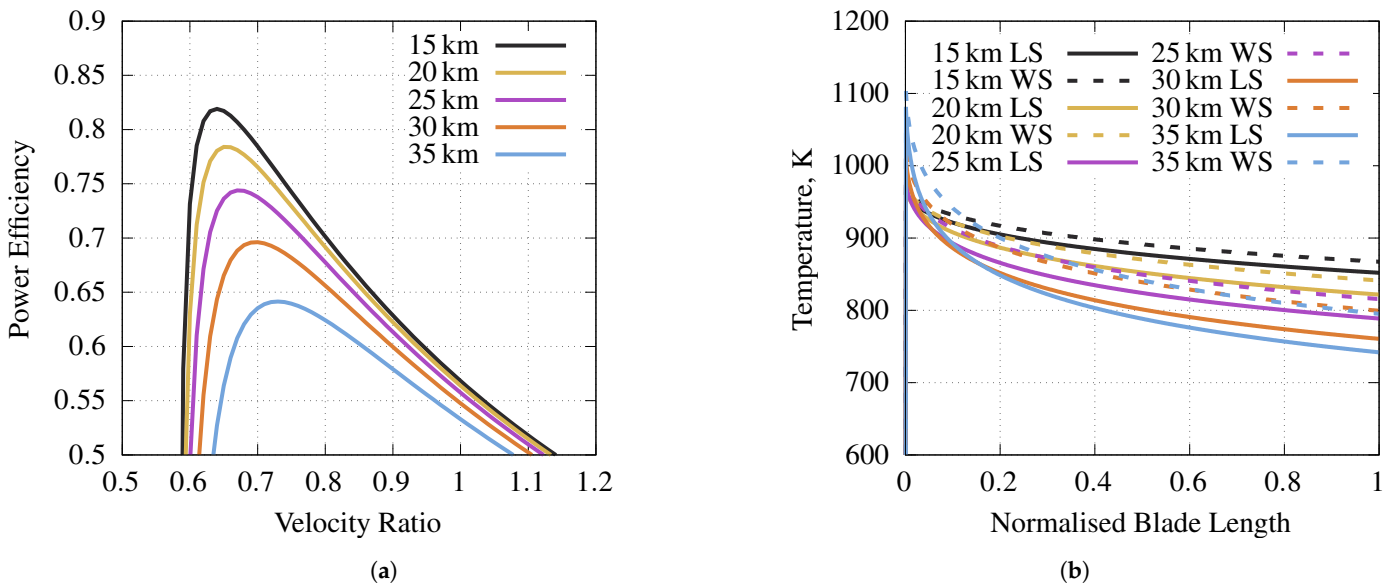 0.9
0.85
0.8
0.75
0.7
0.65
0.6
0.55
0.5
0.5 0.6 0.7 0.8 0.9 1 1.1 1.2
Power Efficiency
Velocity Ratio
15 km
20 km
25 km
30 km
35 km
(a)
1200
1100
1000
900
800
700
600
0 0.2 0.4 0.6 0.8 1
Temperature, K
Normalised Blade Length
15 km LS 25 km WS
15 km WS 30 km LS
20 km LS 30 km WS
20 km WS 35 km LS
25 km LS 35 km WS
(b)